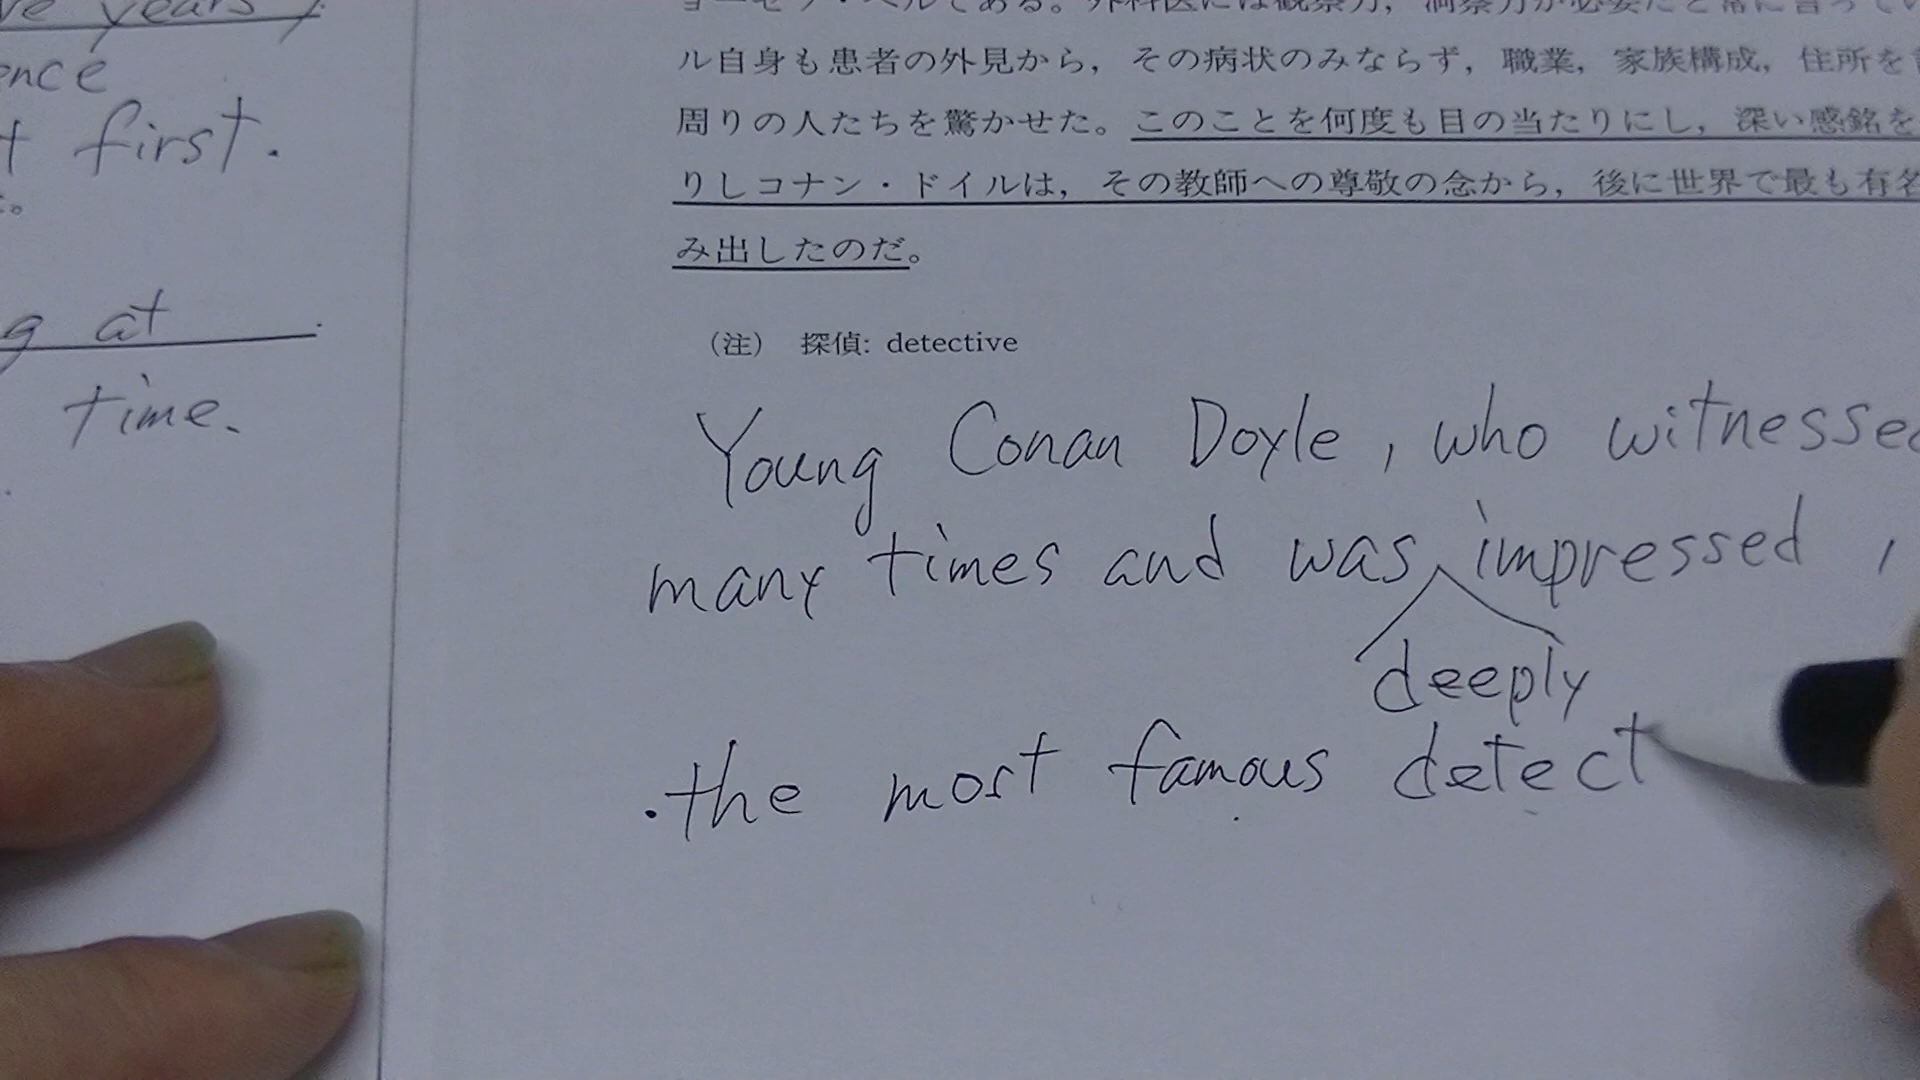 years
ence
t first.
g at
time.
ル自身も患者の外見から，その病状のみならず，職業，家族構成，住所を
周りの人たちを驚かせた。このことを何度も目の当たりにし，深い感銘を
りしコナン・ドイルは，その教師への尊敬の念から，後に世界で最も有名
み出したのだ。
（注） 探偵: detective
Young Conan Doyle, who witnessed
many times and was impressed,
deeply
・the most famous detect